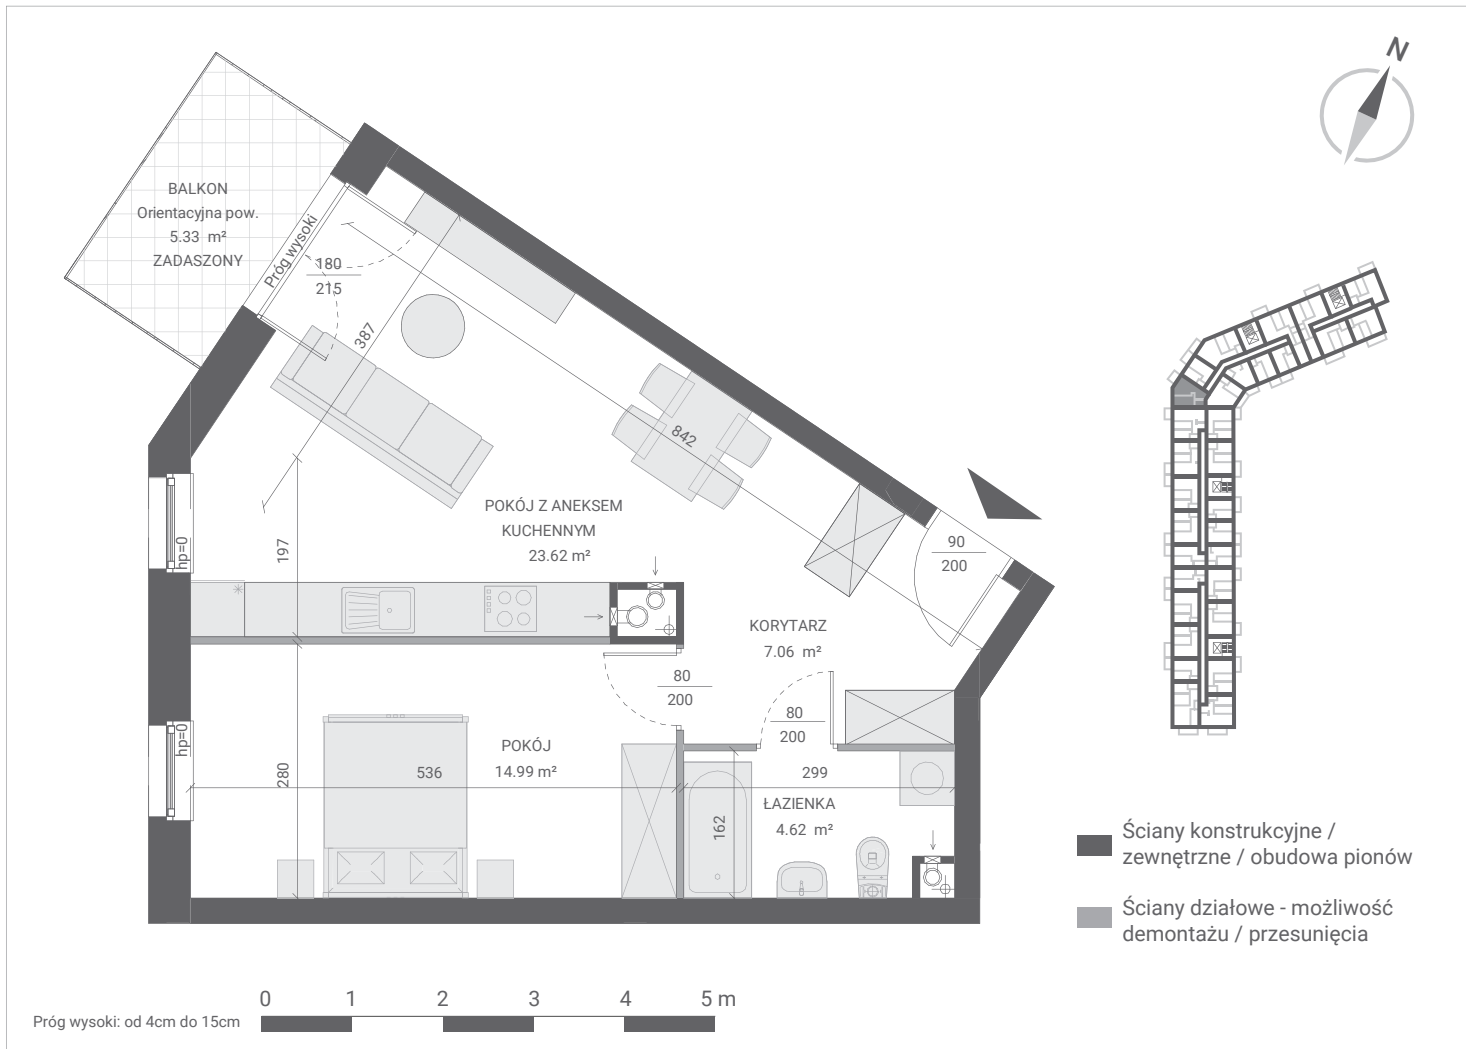 N
BALKON
Orientacyjna pow.
5.33 m²
ZADASZONY
Próg wysoki
180
215
387
842
POKÓJ Z ANEKSEM
KUCHENNYM
23.62 m²
90
200
hp=0
197
KORYTARZ
7.06 m²
80
200
80
200
hp=0
280
POKÓJ
14.99 m²
536
299
ŁAZIENKA
4.62 m²
162
Ściany konstrukcyjne /
zewnętrzne / obudowa pionów
Ściany działowe - możliwość
demontażu / przesunięcia
0 1 2 3 4 5 m
Próg wysoki: od 4cm do 15cm